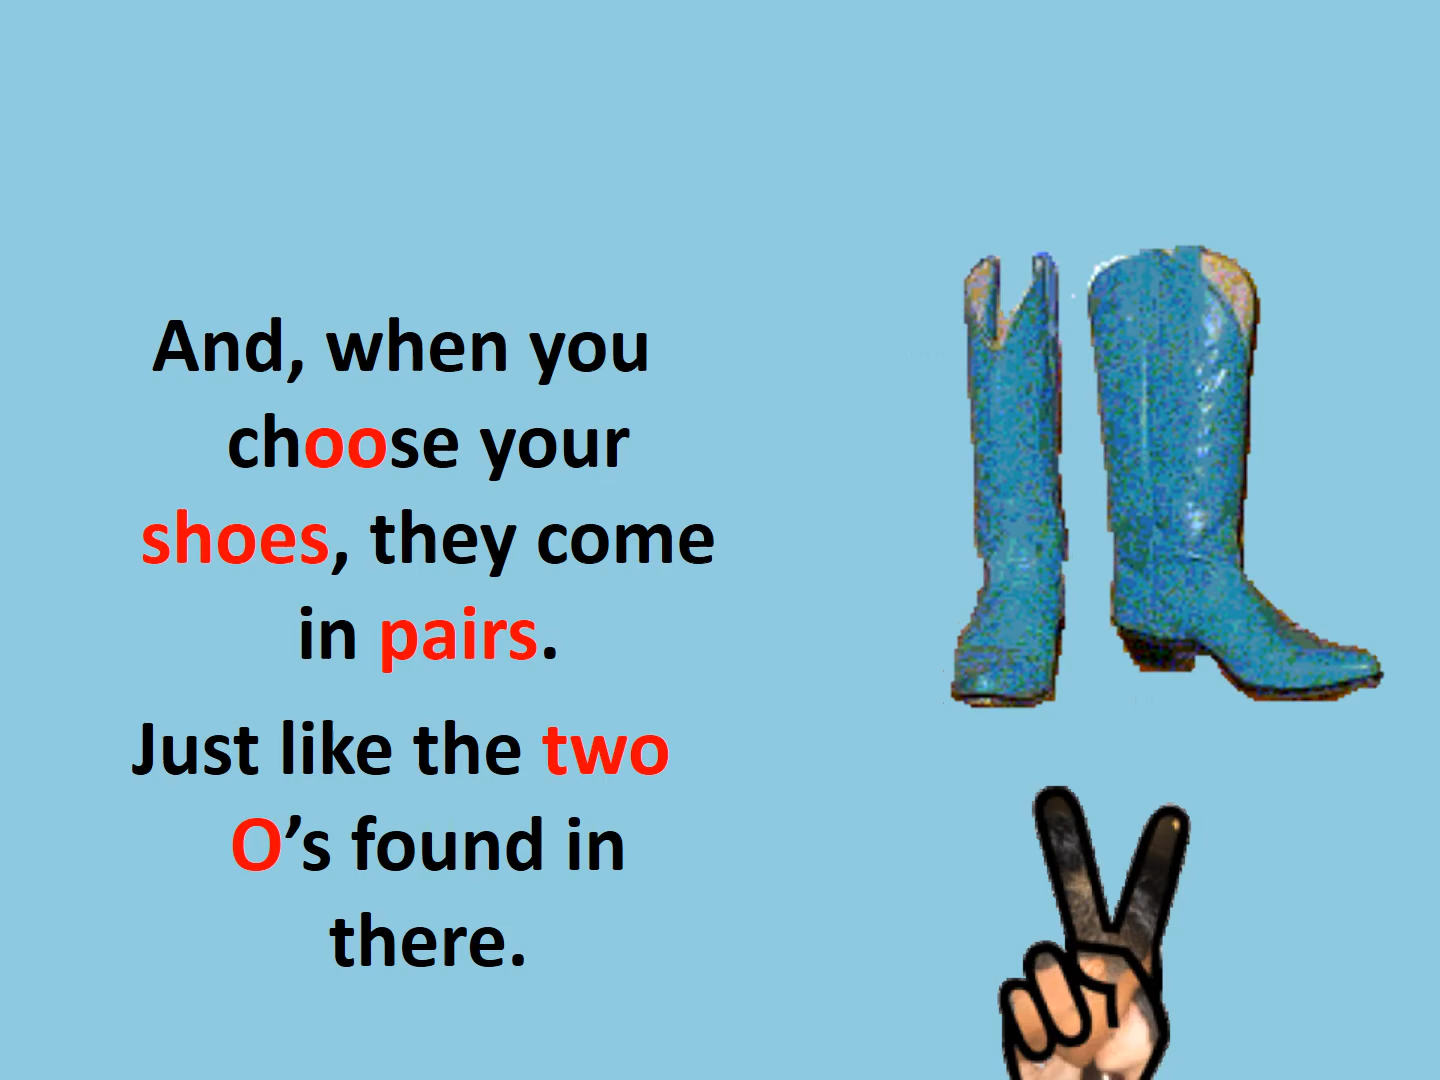 And, when you
choose your
shoes, they come
in pairs.
Just like the two
O’s found in
there.